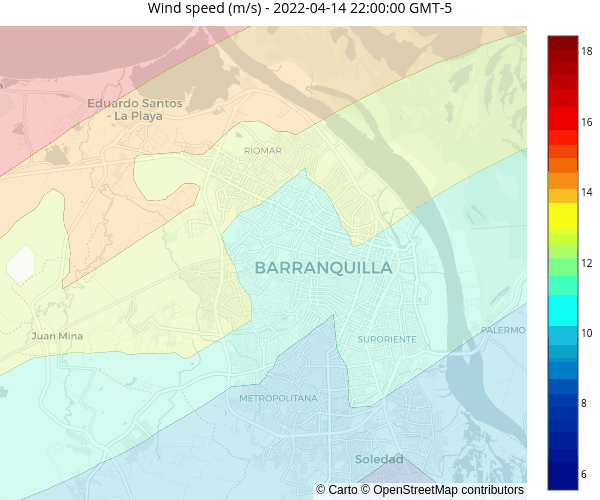 Wind speed (m/s) - 2022-04-14 22:00:00 GMT-5
Eduardo Santos
- La Playa
RIOMAR
BARRANQUILLA
Juan Mina
SURORIENTE
PALERMO
METROPOLITANA
Soledad
© Carto © OpenStreetMap contributors
18
16
14
12
10
8
6